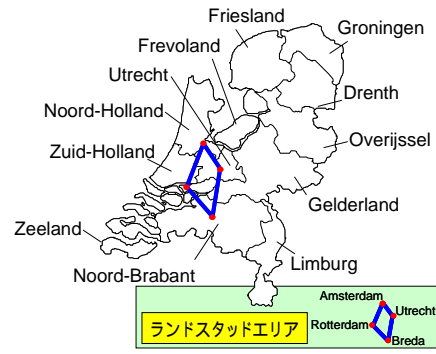 Friesland
Groningen
Frevoland
Utrecht
Noord-Holland
Drenth
Zuid-Holland
Overijssel
Gelderland
Zeeland
Noord-Brabant
Limburg
Amsterdam
ランドスタッドエリア
Rotterdam
Utrecht
Breda